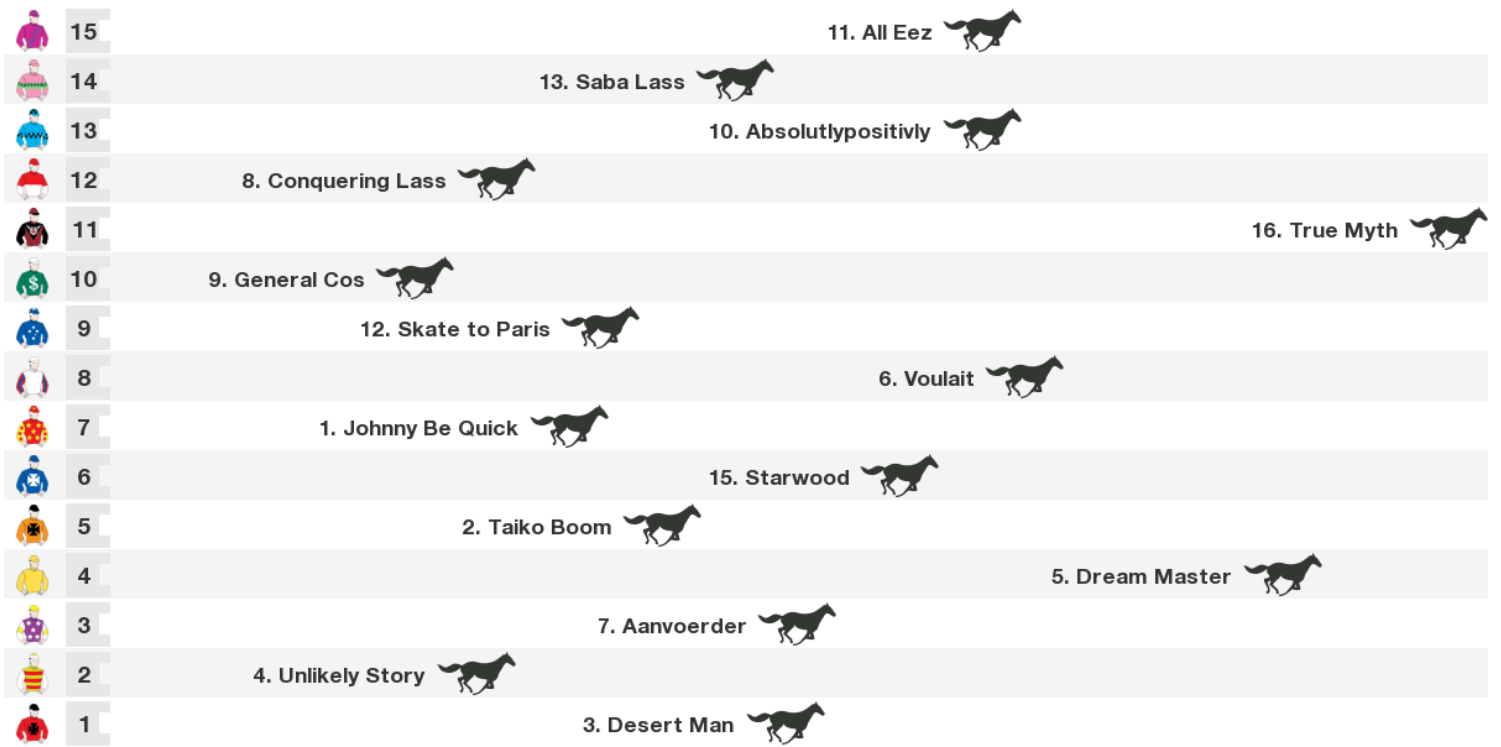 15 11. All Eez
14 13. Saba Lass
13 10. Absolutlypositivly
12 8. Conquering Lass
11 16. True Myth
$ 10 9. General Cos
9 12. Skate to Paris
8 6. Voulait
7 1. Johnny Be Quick
6 15. Starwood
5 2. Taiko Boom
4 5. Dream Master
3 7. Aanvoerder
2 4. Unlikely Story
1 3. Desert Man